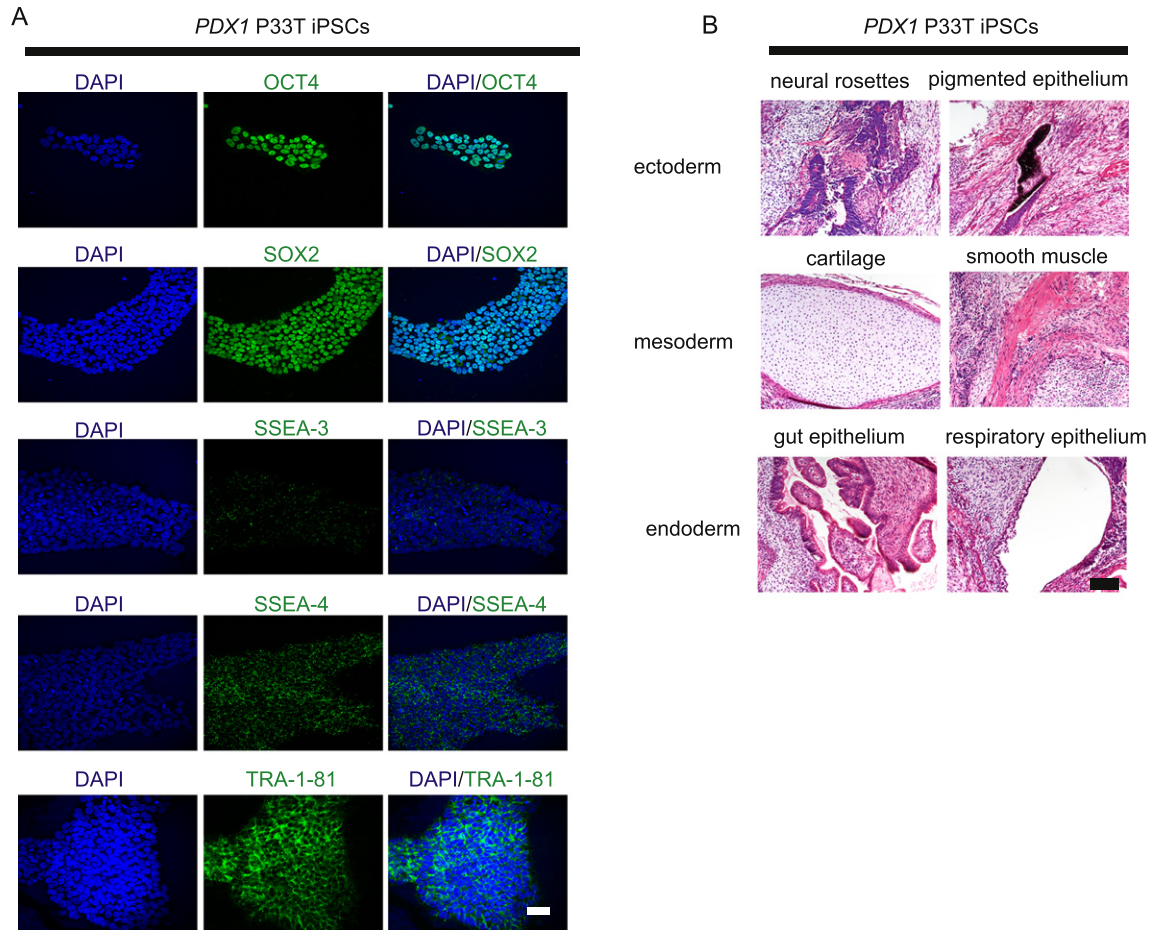 A
PDX1 P33T iPSCs
DAPI OCT4 DAPI/OCT4
DAPI SOX2 DAPI/SOX2
DAPI SSEA-3 DAPI/SSEA-3
DAPI SSEA-4 DAPI/SSEA-4
DAPI TRA-1-81 DAPI/TRA-1-81
B
PDX1 P33T iPSCs
neural rosettes pigmented epithelium
ectoderm
cartilage smooth muscle
mesoderm
gut epithelium respiratory epithelium
endoderm